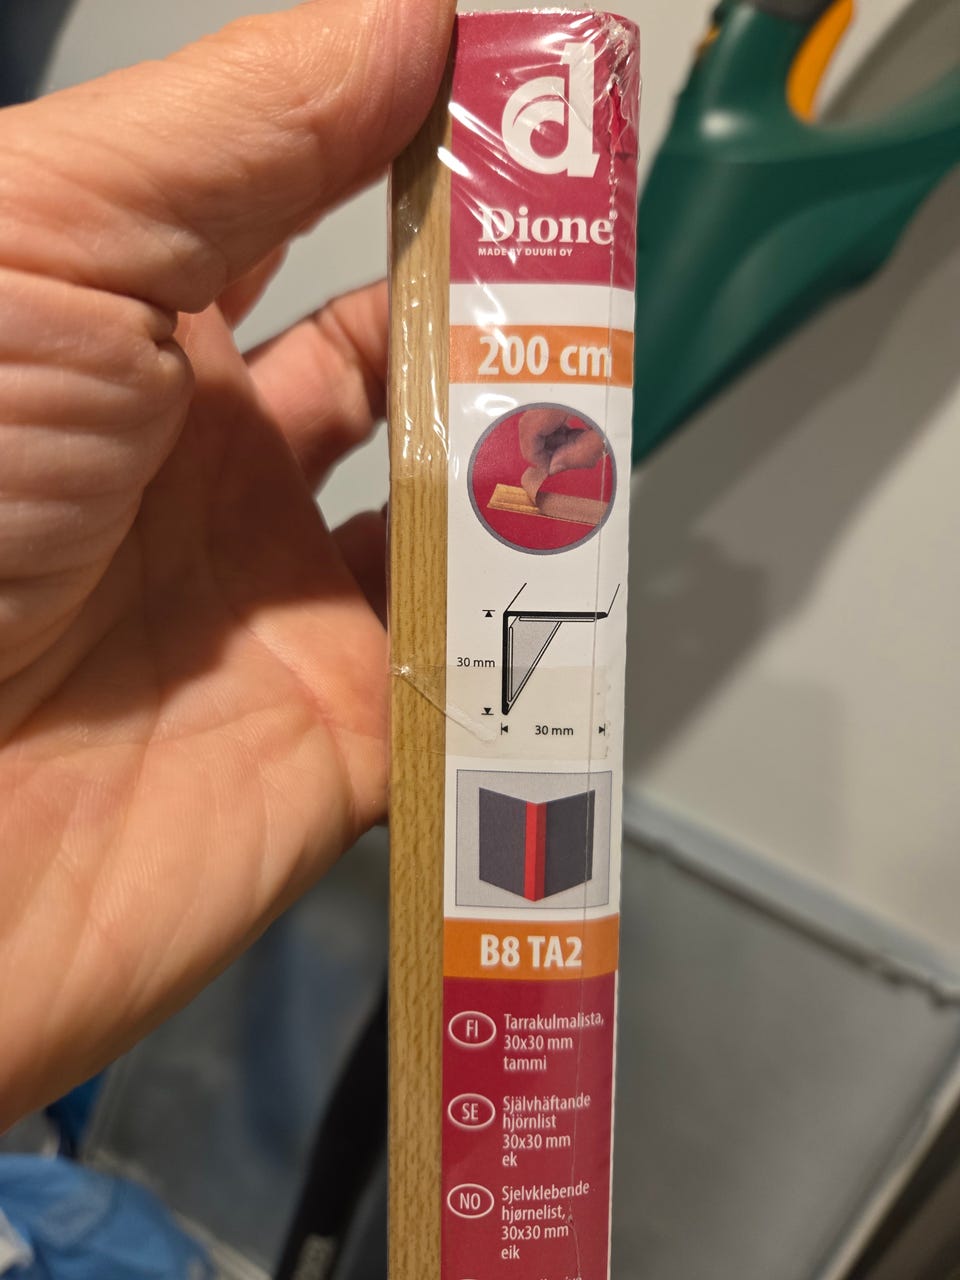 d
Dione®
MADE BY DUURI OY
200 cm
30 mm
30 mm
B8 TA2
FI
Tarrakulmalista,
30x30 mm
tammi
SE
Självhäftande
hjörnlist
30x30 mm
ek
NO
Sjelvklebende
hjørnelist,
30x30 mm
eik